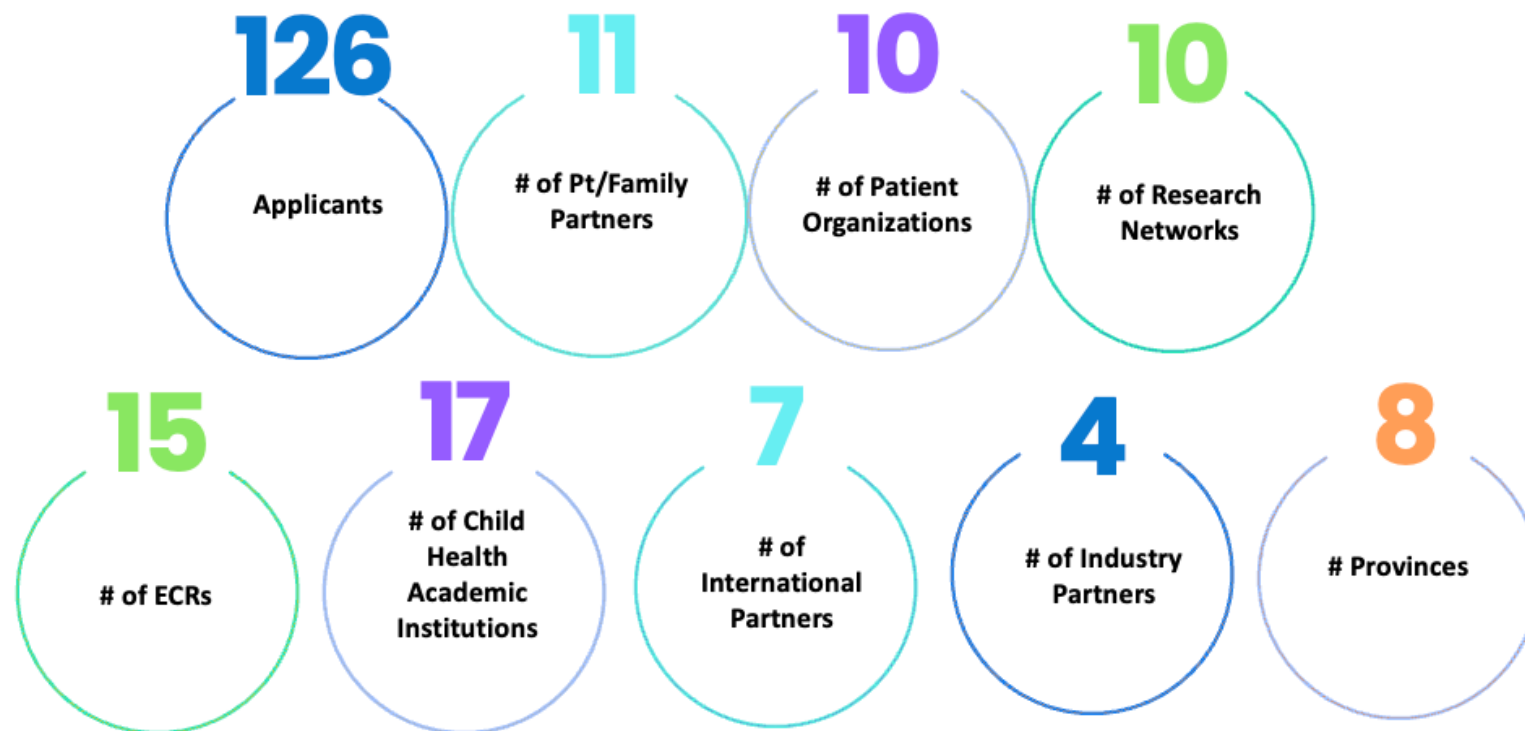 126
Applicants
11
# of Pt/Family
Partners
10
# of Patient
Organizations
10
# of Research
Networks
15
# of ECRs
17
# of Child
Health
Academic
Institutions
7
# of
International
Partners
4
# of Industry
Partners
8
# Provinces